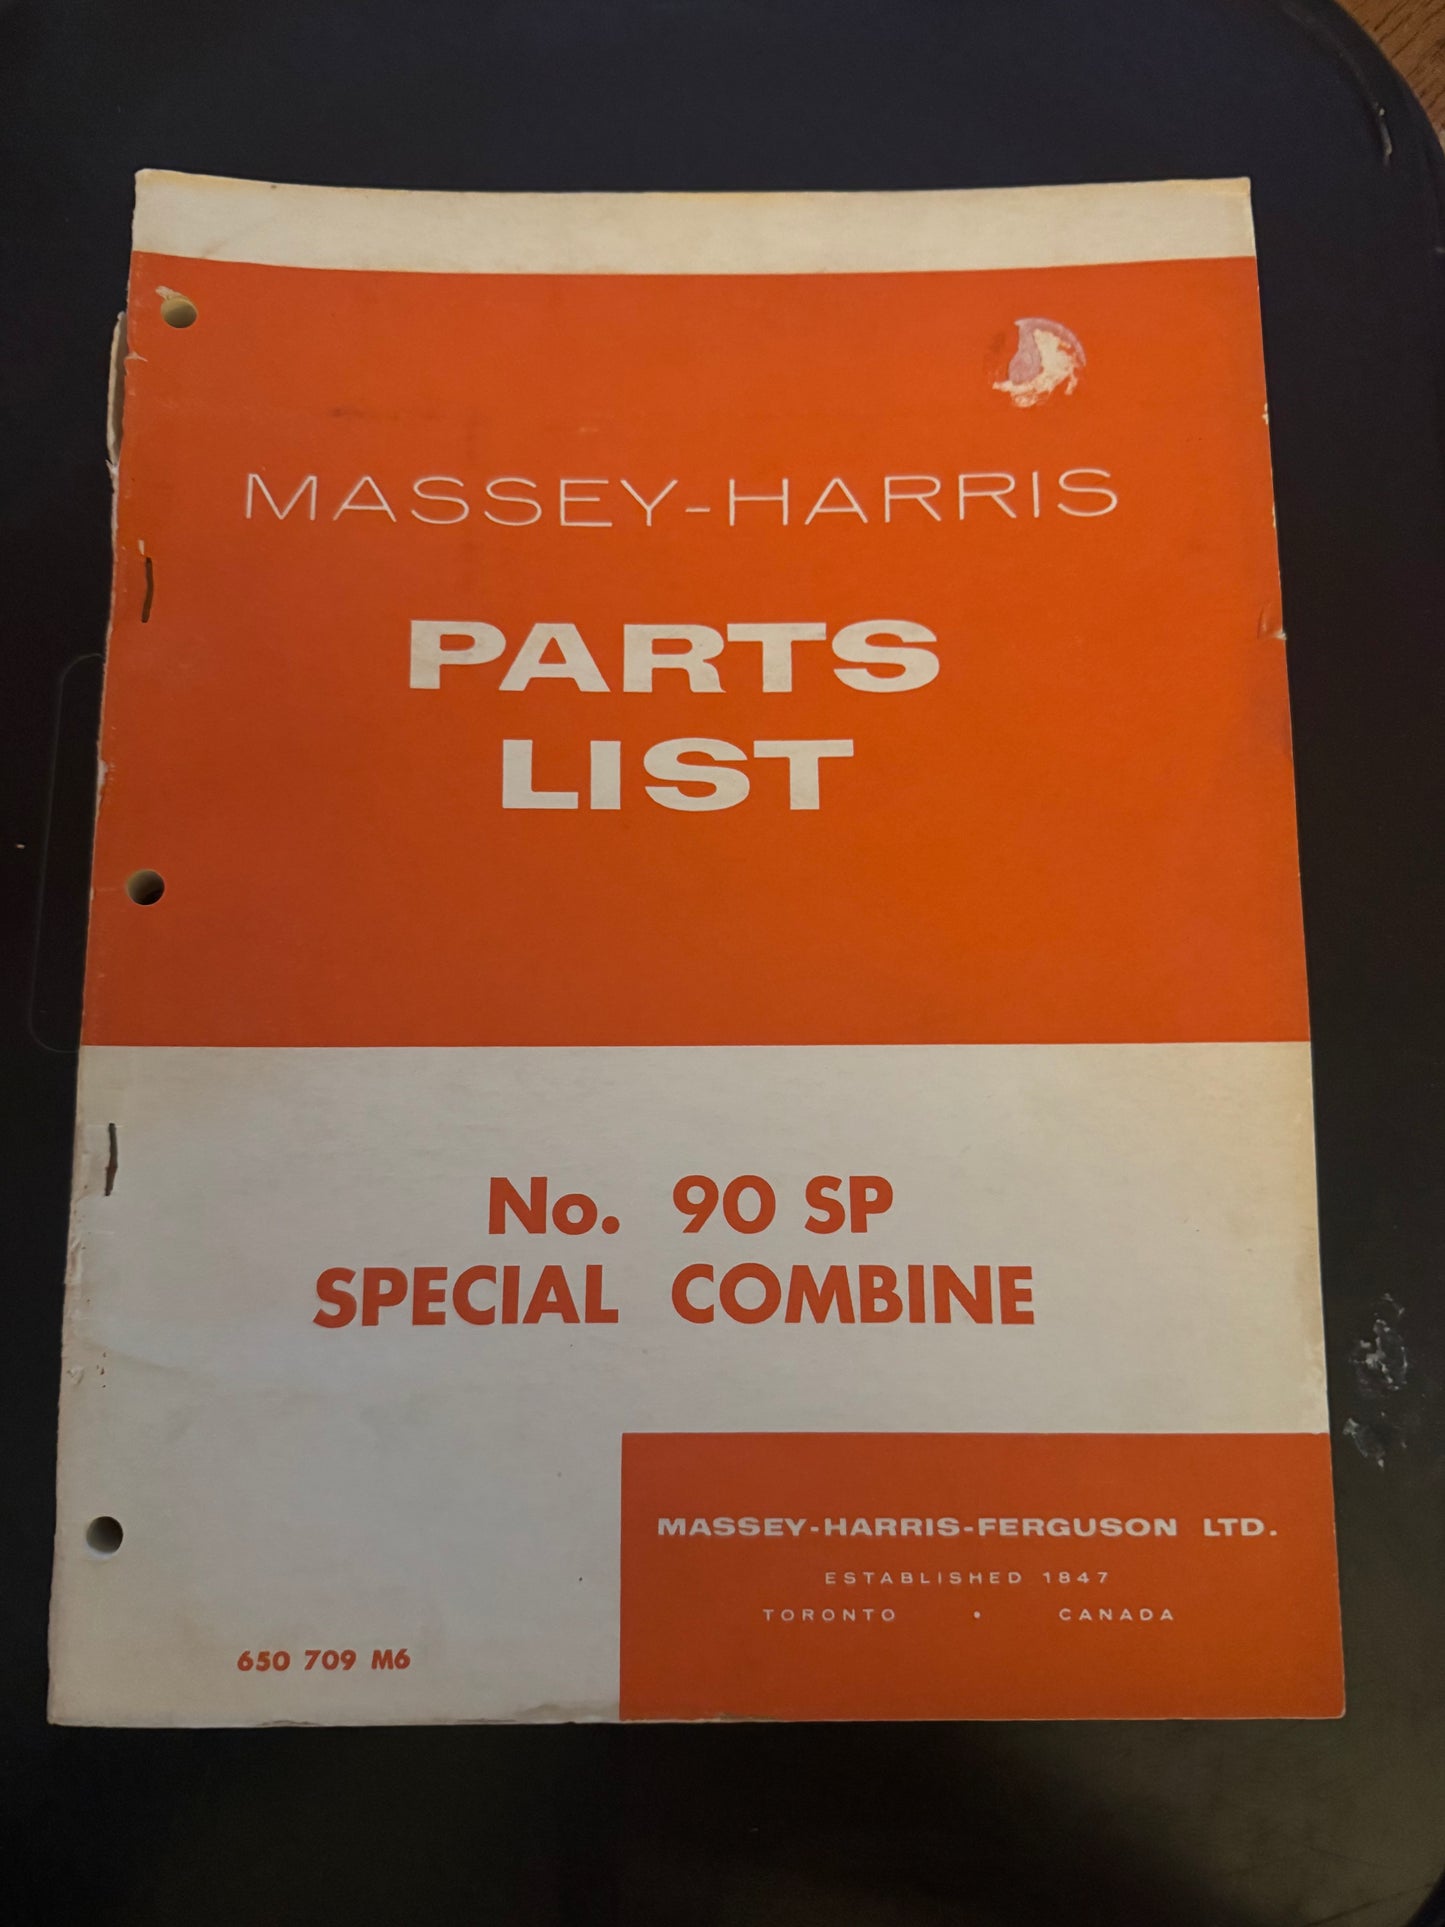 MASSEY-HARRIS
PARTS
LIST
No. 90 SP
SPECIAL COMBINE
MASSEY-HARRIS-FERGUSON LTD.
ESTABLISHED 1847
TORONTO • CANADA
650 709 M6